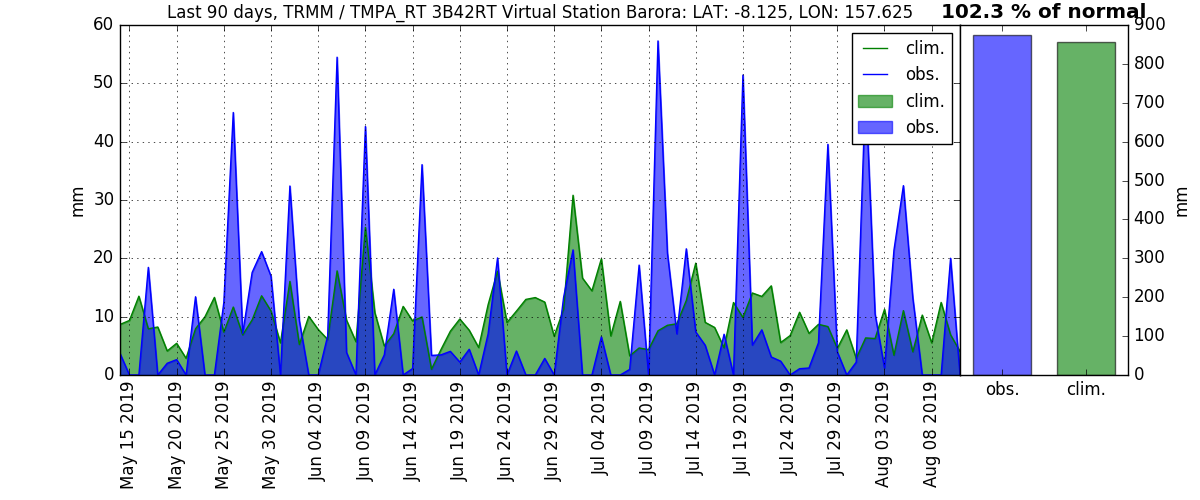 Last 90 days, TRMM / TMPA_RT 3B42RT Virtual Station Barora: LAT: -8.125, LON: 157.625
102.3 % of normal
60
50
40
30
20
10
0
mm
clim.
obs.
clim.
obs.
900
800
700
600
500
400
300
200
100
0
mm
May 15 2019
May 20 2019
May 25 2019
May 30 2019
Jun 04 2019
Jun 09 2019
Jun 14 2019
Jun 19 2019
Jun 24 2019
Jun 29 2019
Jul 04 2019
Jul 09 2019
Jul 14 2019
Jul 19 2019
Jul 24 2019
Jul 29 2019
Aug 03 2019
Aug 08 2019
obs.
clim.